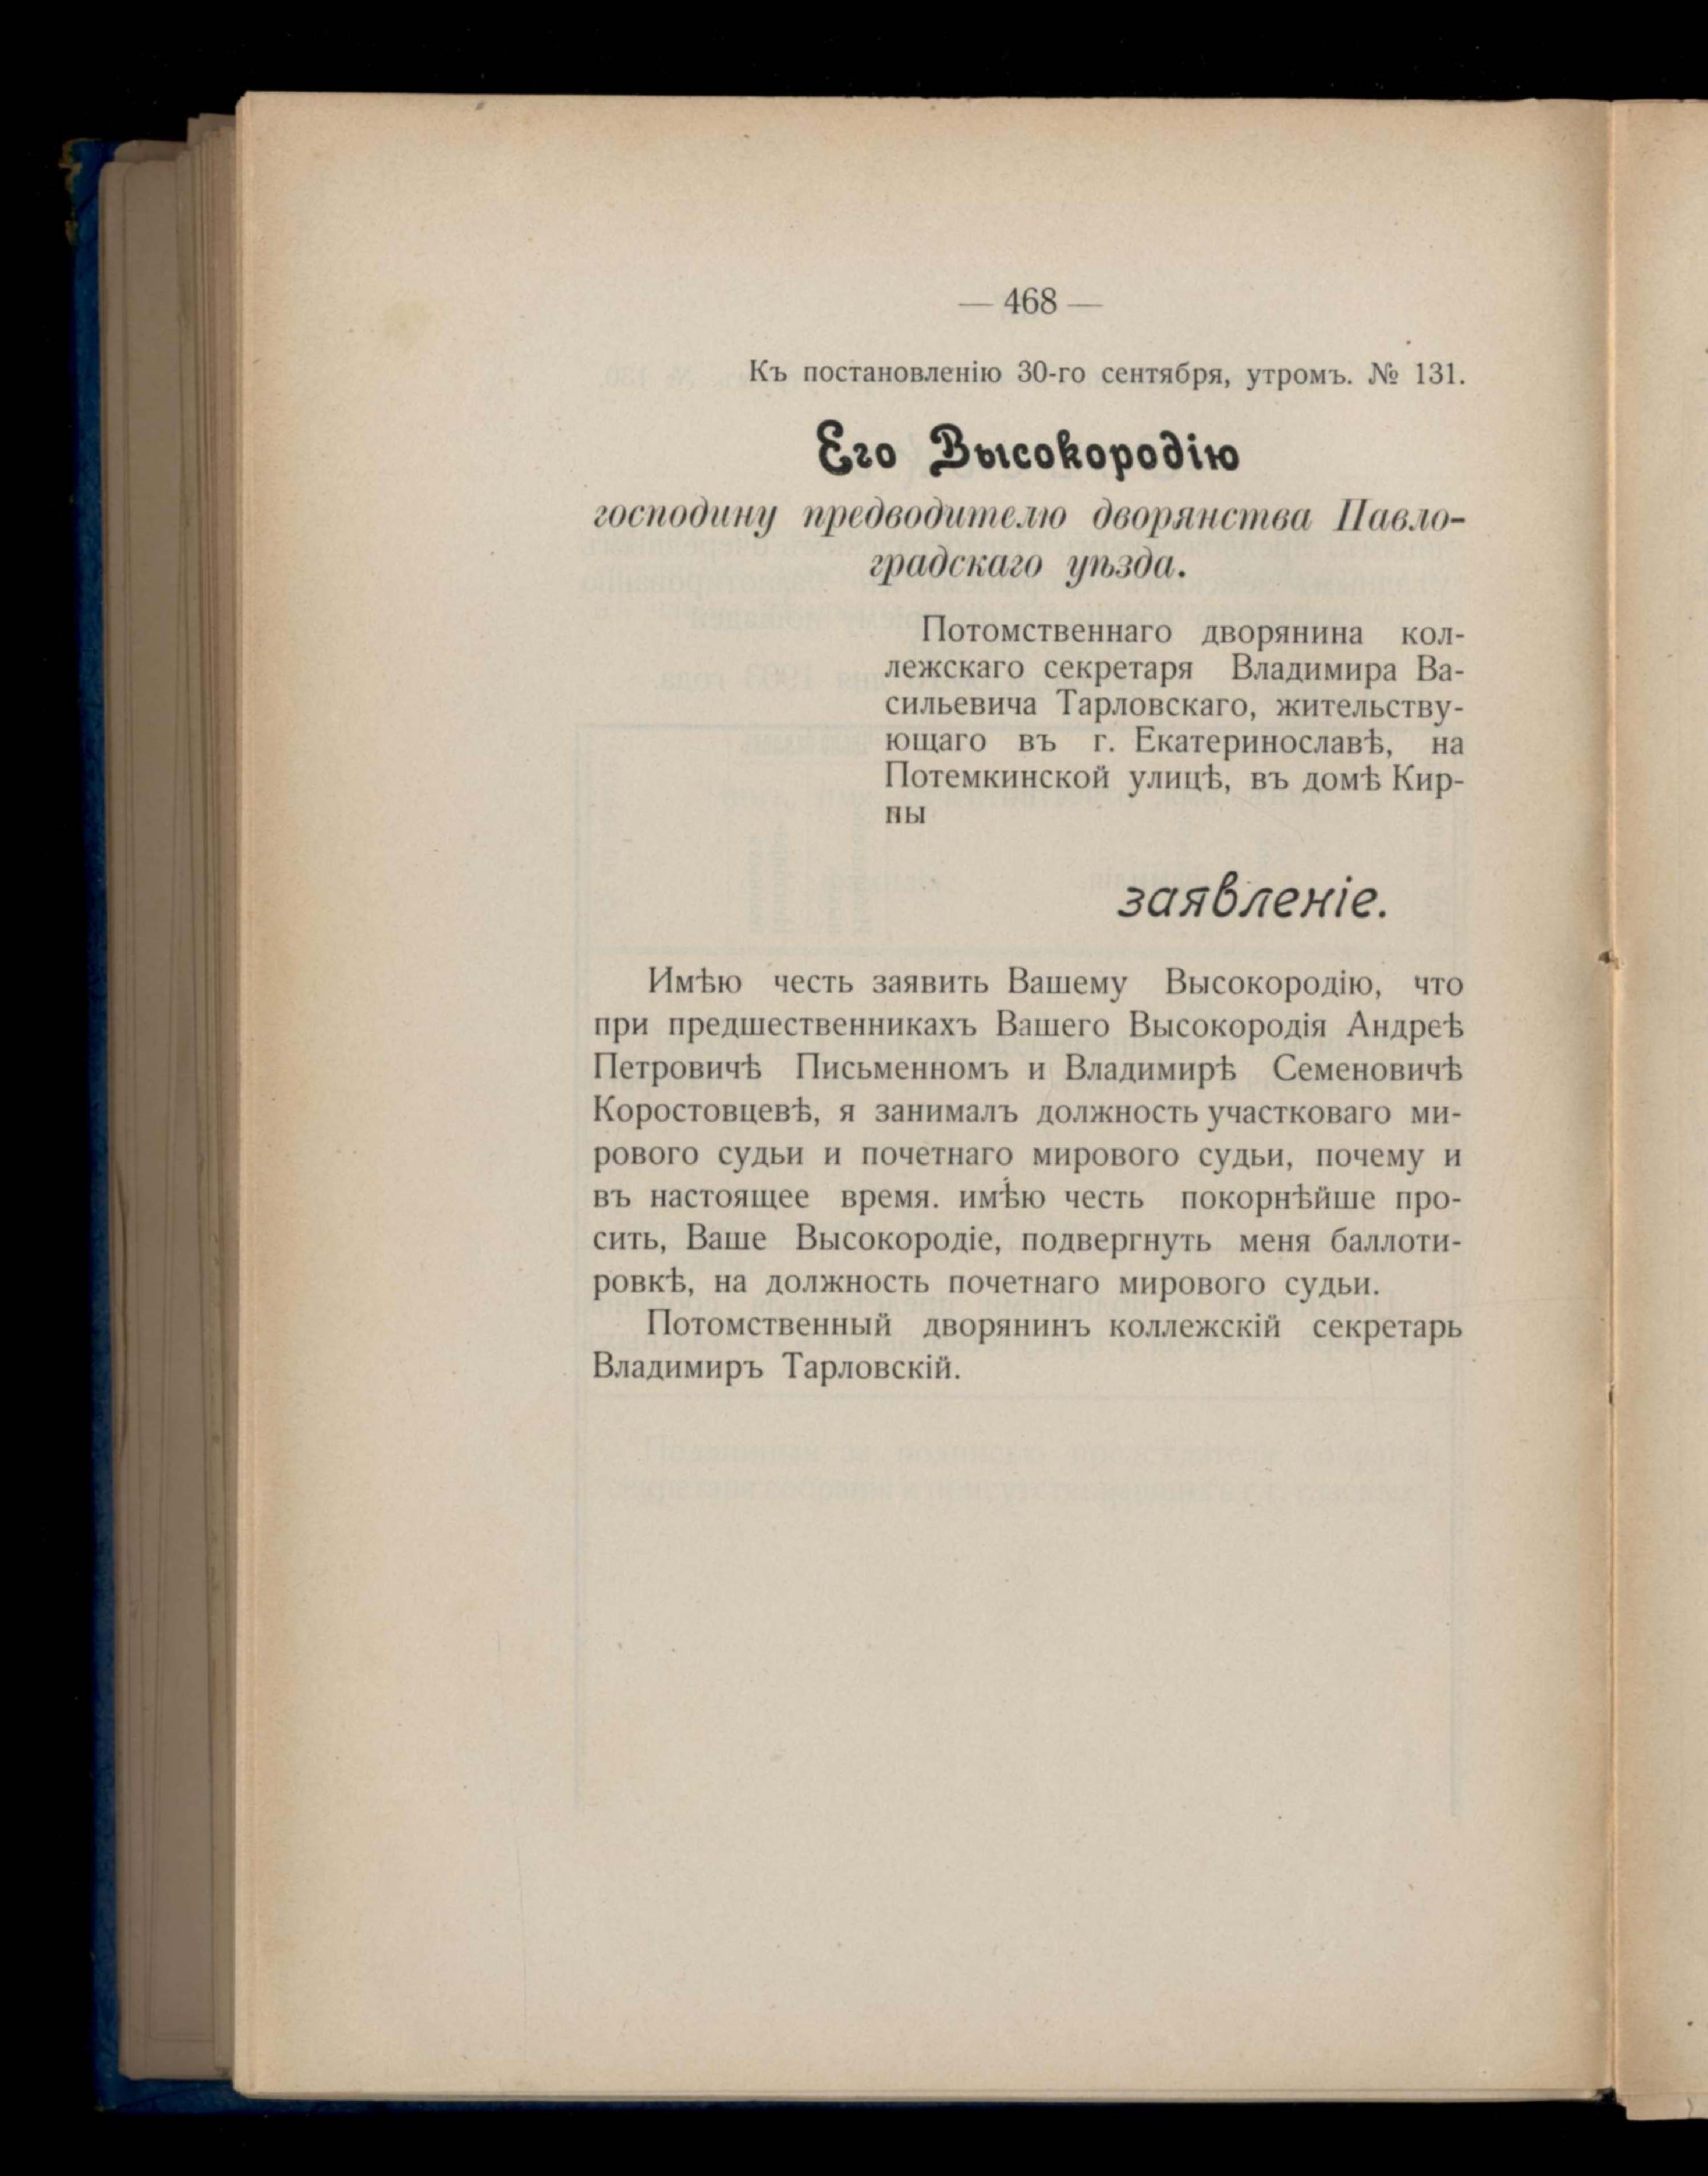 — 468 —
Къ постановленію 30-го сентября, утромъ. № 131.
Его Высокородію
господину предводителю дворянства Павло-
градскаго уѣзда.
Потомственнаго дворянина кол-
лежскаго секретаря Владимира Ва-
сильевича Тарловскаго, жительству-
ющаго въ г. Екатеринославѣ, на
Потемкинской улицѣ, въ домѣ Кир-
пы
заявленіе.
Имѣю честь заявить Вашему Высокородію, что
при предшественникахъ Вашего Высокородія Андреѣ
Петровичѣ Письменномъ и Владимирѣ Семеновичѣ
Коростовцевѣ, я занималъ должность участковаго ми-
рового судьи и почетнаго мирового судьи, почему и
въ настоящее время. имѣю честь покорнѣйше про-
сить, Ваше Высокородіе, подвергнуть меня баллоти-
ровкѣ, на должность почетнаго мирового судьи.
Потомственный дворянинъ коллежскій секретарь
Владимиръ Тарловскій.